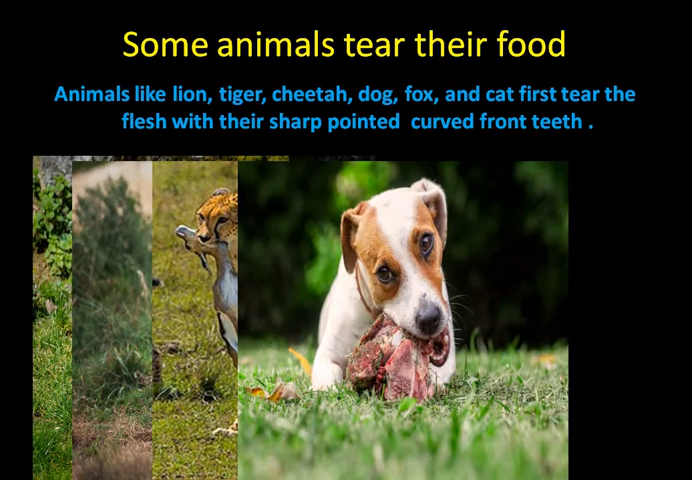 Some animals tear their food
Animals like lion, tiger, cheetah, dog, fox, and cat first tear the
flesh with their sharp pointed curved front teeth .